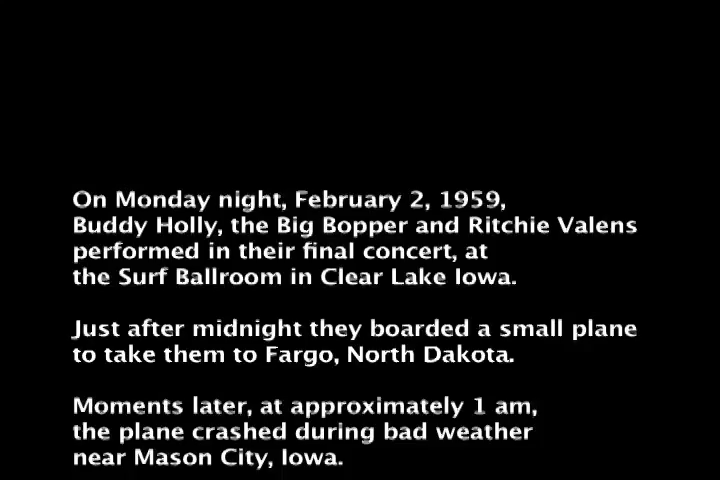 On Monday night, February 2, 1959,
Buddy Holly, the Big Bopper and Ritchie Valens
performed in their final concert, at
the Surf Ballroom in Clear Lake Iowa.
Just after midnight they boarded a small plane
to take them to Fargo, North Dakota.
Moments later, at approximately 1 am,
the plane crashed during bad weather
near Mason City, Iowa.